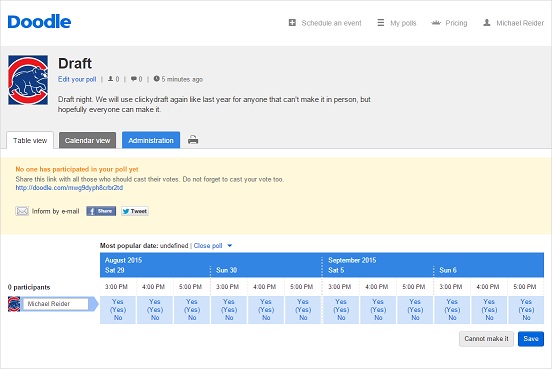 Doodle
Schedule an event My polls Pricing Michael Reider
Draft
Edit your poll | 0 | 0 | 5 minutes ago
Draft night. We will use clickydraft again like last year for anyone that can't make it in person, but
hopefully everyone can make it.
Table view Calendar view Administration
No one has participated in your poll yet
Share this link with all those who should cast their votes. Do not forget to cast your vote too.
http://doodle.com/mwg9dyph8crbr2td
Inform by e-mail Share Tweet
Most popular date: undefined | Close poll
August 2015 September 2015
Sat 29 Sun 30 Sat 5 Sun 6
0 participants 3:00 PM 4:00 PM 5:00 PM 3:00 PM 4:00 PM 5:00 PM 3:00 PM 4:00 PM 5:00 PM 3:00 PM 4:00 PM 5:00 PM
Michael Reider
Yes Yes Yes Yes Yes Yes Yes Yes Yes Yes Yes Yes
(Yes) (Yes) (Yes) (Yes) (Yes) (Yes) (Yes) (Yes) (Yes) (Yes) (Yes) (Yes)
No No No No No No No No No No No No
Cannot make it Save